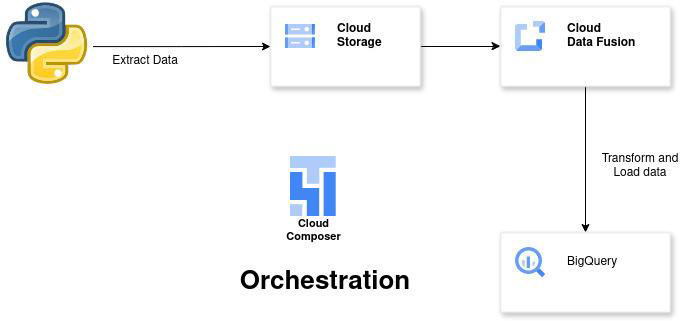 Extract Data
Cloud
Storage
Cloud
Data Fusion
Transform and
Load data
Cloud
Composer
Orchestration
BigQuery